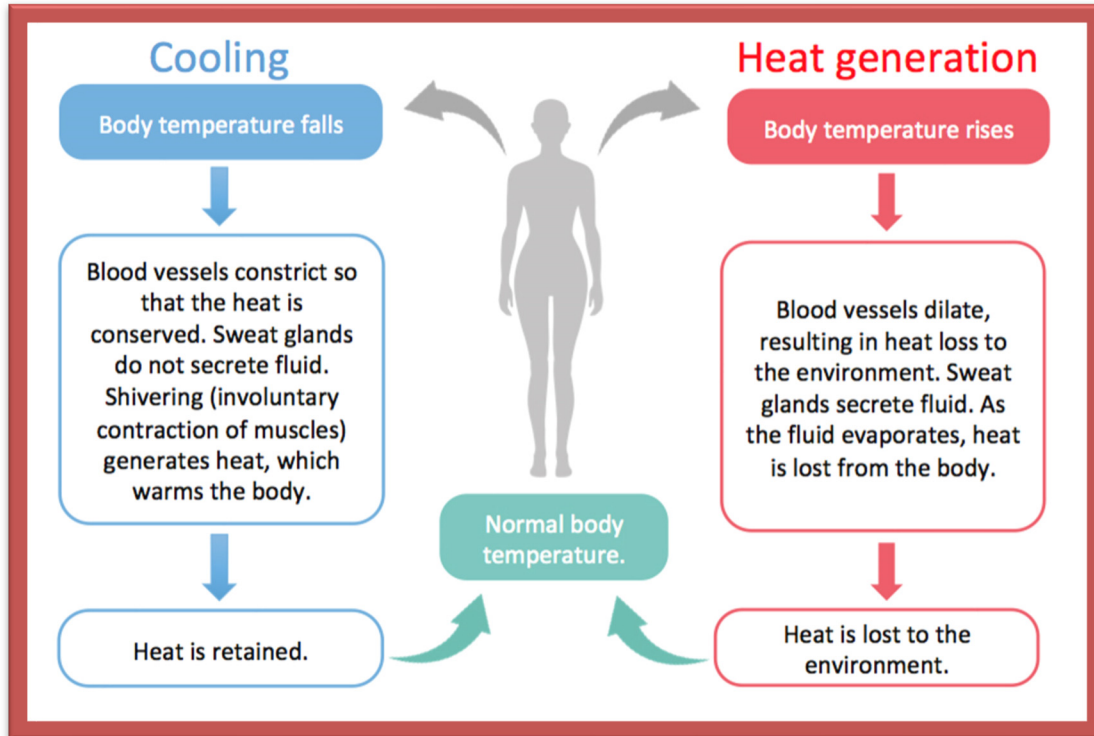 Cooling
Body temperature falls
Blood vessels constrict so
that the heat is
conserved. Sweat glands
do not secrete fluid.
Shivering (involuntary
contraction of muscles)
generates heat, which
warms the body.
Heat is retained.
Normal body
temperature.
Heat generation
Body temperature rises
Blood vessels dilate,
resulting in heat loss to
the environment. Sweat
glands secrete fluid. As
the fluid evaporates, heat
is lost from the body.
Heat is lost to the
environment.